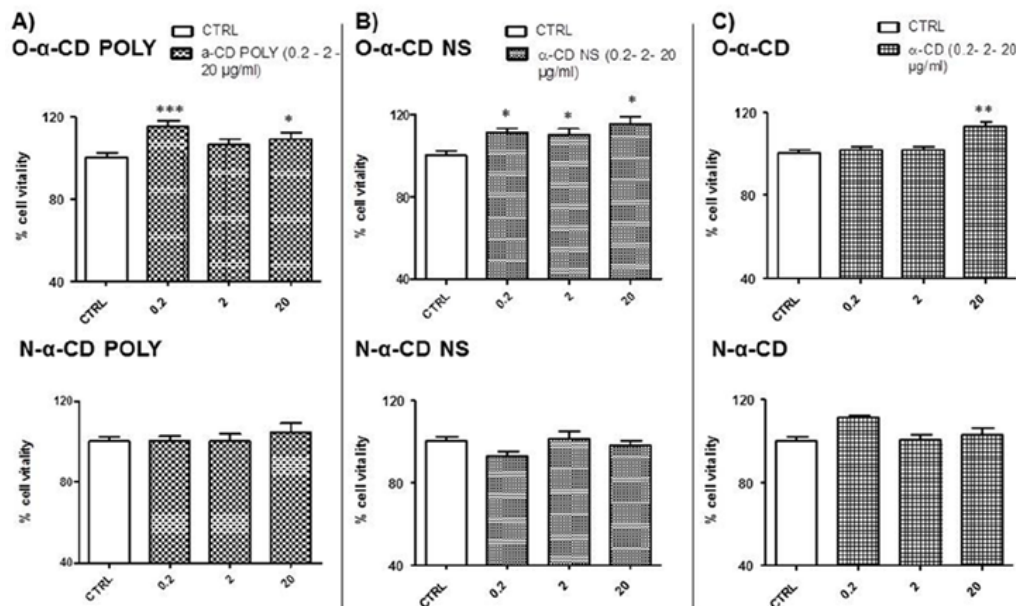 A)
CTRL
O-α-CD POLY
a-CD POLY (0.2 - 2 -
20 µg/ml)
***
*
120
80
40
% cell vitality
CTRL
0.2
2
20
N-α-CD POLY
120
80
40
% cell vitality
CTRL
0.2
2
20
B)
CTRL
O-α-CD NS
α-CD NS (0.2- 2- 20
µg/ml)
*
*
*
120
80
40
% cell vitality
CTRL
0.2
2
20
N-α-CD NS
120
80
40
% cell vitality
CTRL
0.2
2
20
C)
CTRL
O-α-CD
α-CD (0.2- 2- 20
µg/ml)
**
120
80
40
% cell vitality
CTRL
0.2
2
20
N-α-CD
120
80
40
% cell vitality
CTRL
0.2
2
20